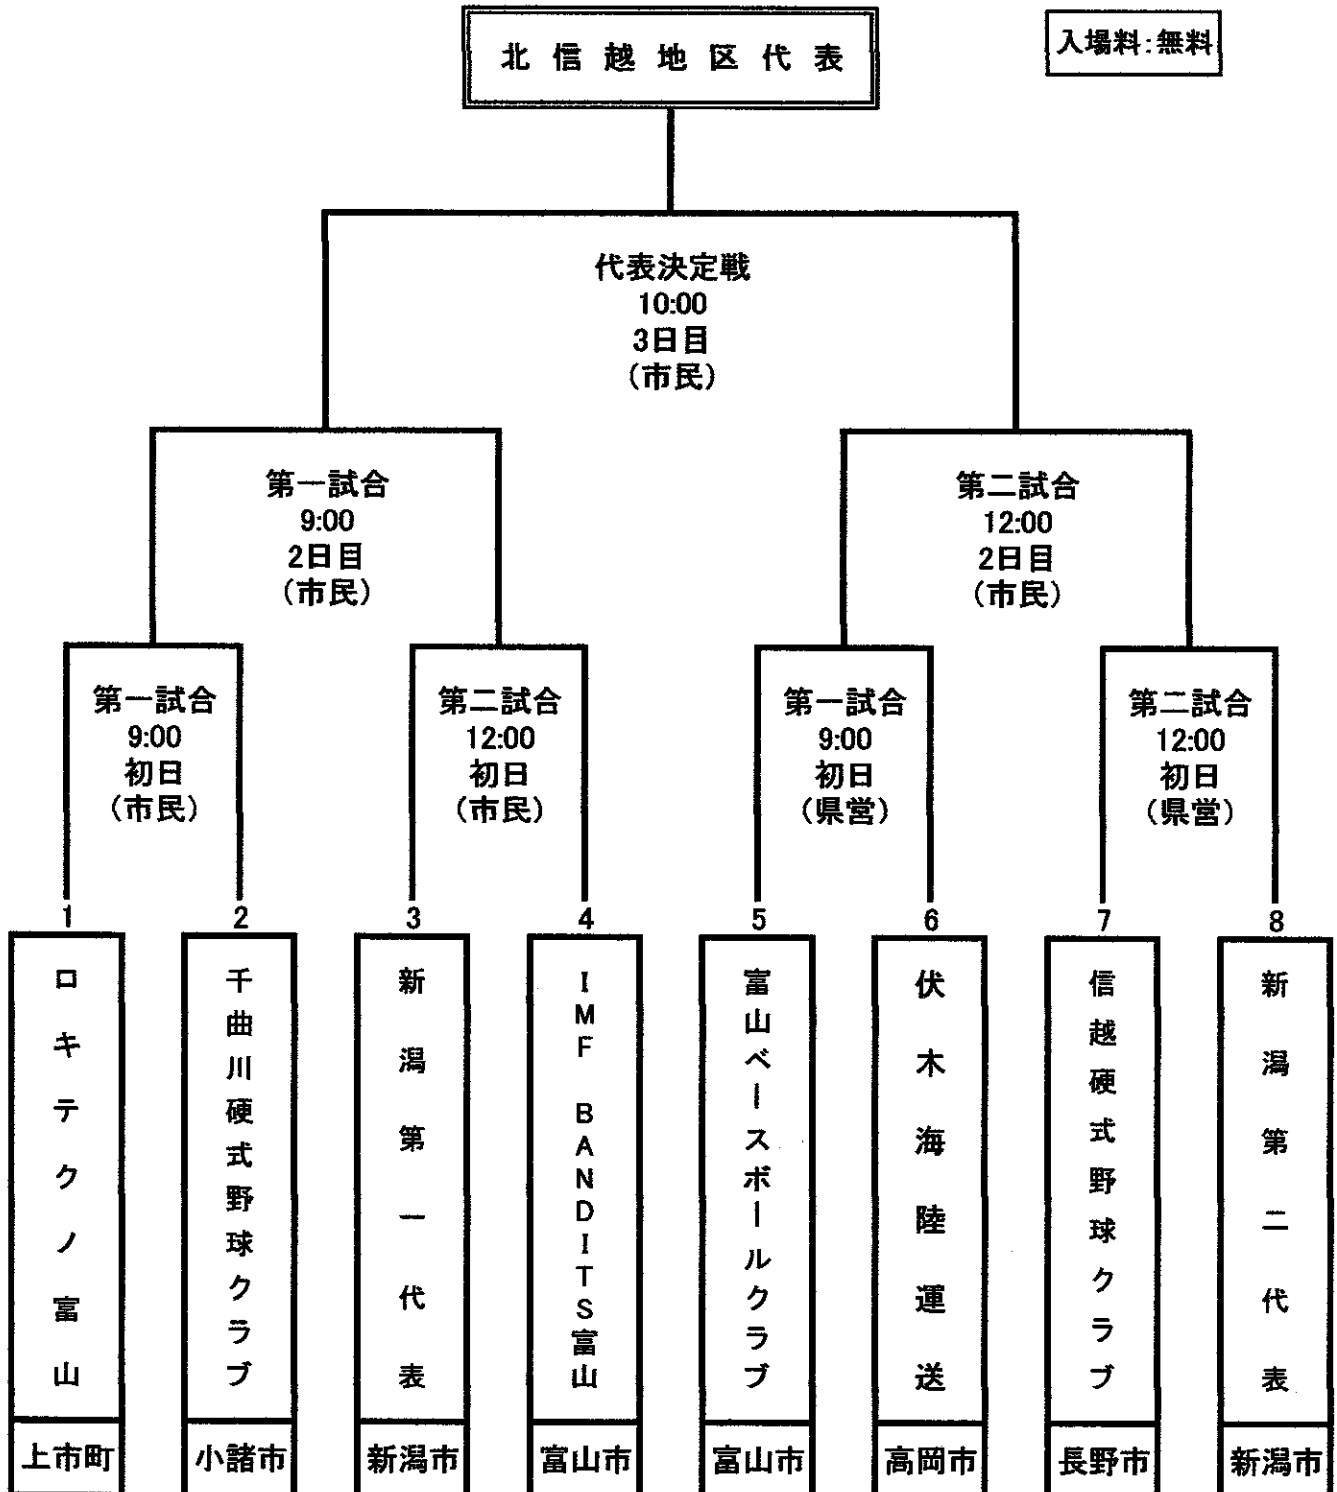 北信越地区代表
入場料:無料
代表決定戦
10:00
3日目
(市民)
第一試合
9:00
2日目
(市民)
第二試合
12:00
2日目
(市民)
第一試合
9:00
初日
(市民)
第二試合
12:00
初日
(市民)
第一試合
9:00
初日
(県営)
第二試合
12:00
初日
(県営)
1
2
3
4
5
6
7
8
ロキテクノ富山
千曲川硬式野球クラブ
新潟第一代表
IMF BANDITS富山
富山ベースボールクラブ
伏木海陸運送
信越硬式野球クラブ
新潟第二代表
上市町
小諸市
新潟市
富山市
富山市
高岡市
長野市
新潟市